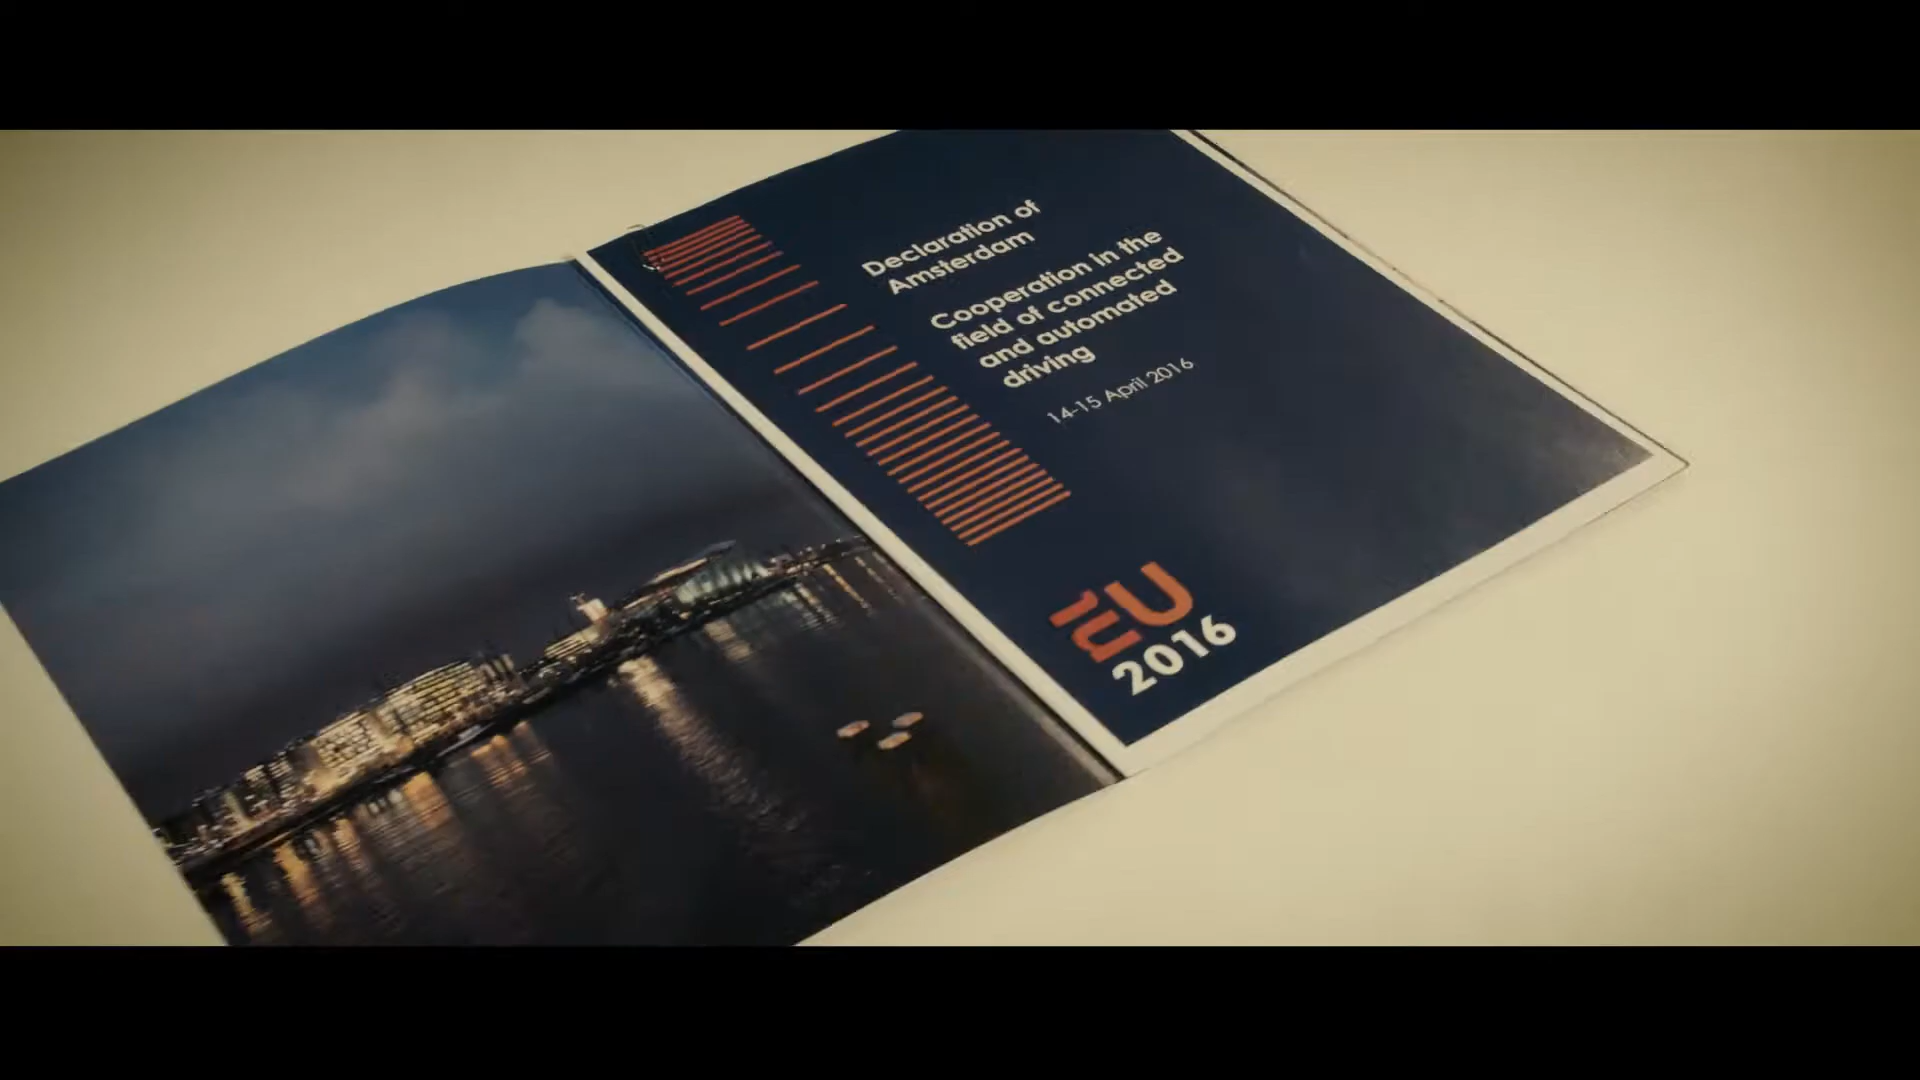 Declaration of
Amsterdam
Cooperation in the
field of connected
and automated
driving
14-15 April 2016
EU
2016